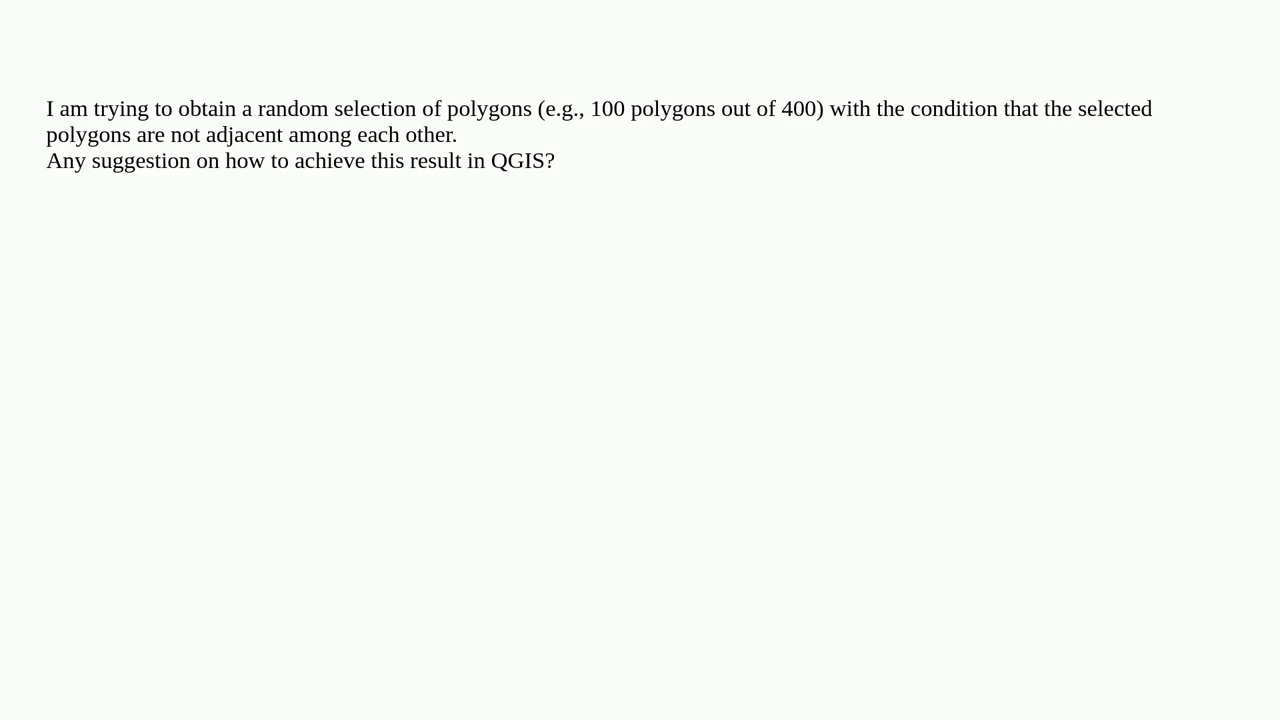 I am trying to obtain a random selection of polygons (e.g., 100 polygons out of 400) with the condition that the selected
polygons are not adjacent among each other.
Any suggestion on how to achieve this result in QGIS?